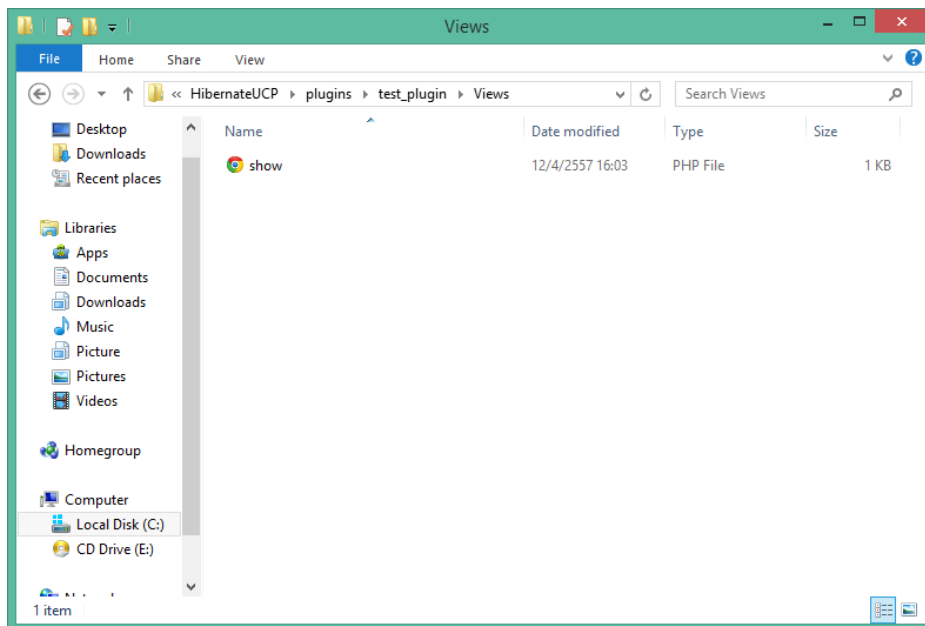 Views
File Home Share View
« HibernateUCP plugins test_plugin Views Search Views
Name Date modified Type Size
show 12/4/2557 16:03 PHP File 1 KB
Desktop
Downloads
Recent places
Libraries
Apps
Documents
Downloads
Music
Picture
Pictures
Videos
Homegroup
Computer
Local Disk (C:)
CD Drive (E:)
1 item